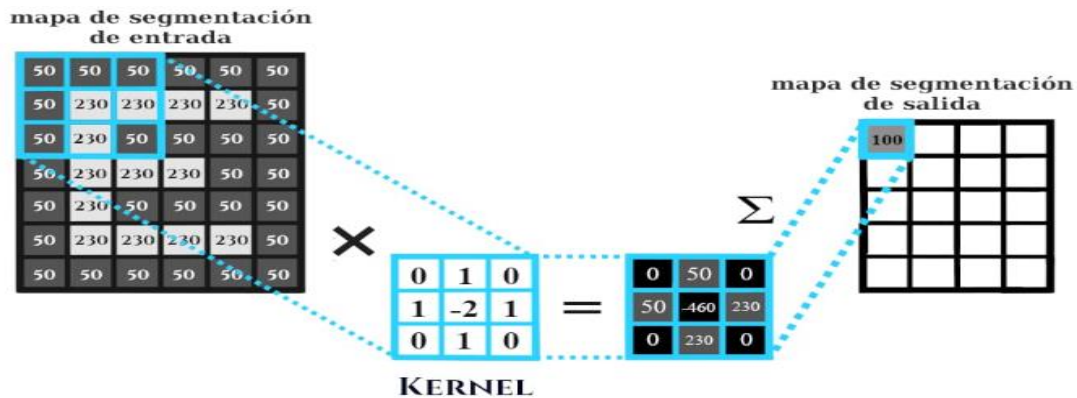 mapa de segmentación
de entrada
50 50 50 50 50 50
50 230 230 230 230 50
50 230 50 50 50 50
50 230 230 230 50 50
50 230 50 50 50 50
50 230 230 230 230 50
50 50 50 50 50 50
×
0 1 0
1 -2 1
0 1 0
KERNEL
=
0 50 0
50 -460 230
0 230 0
Σ
mapa de segmentación
de salida
100